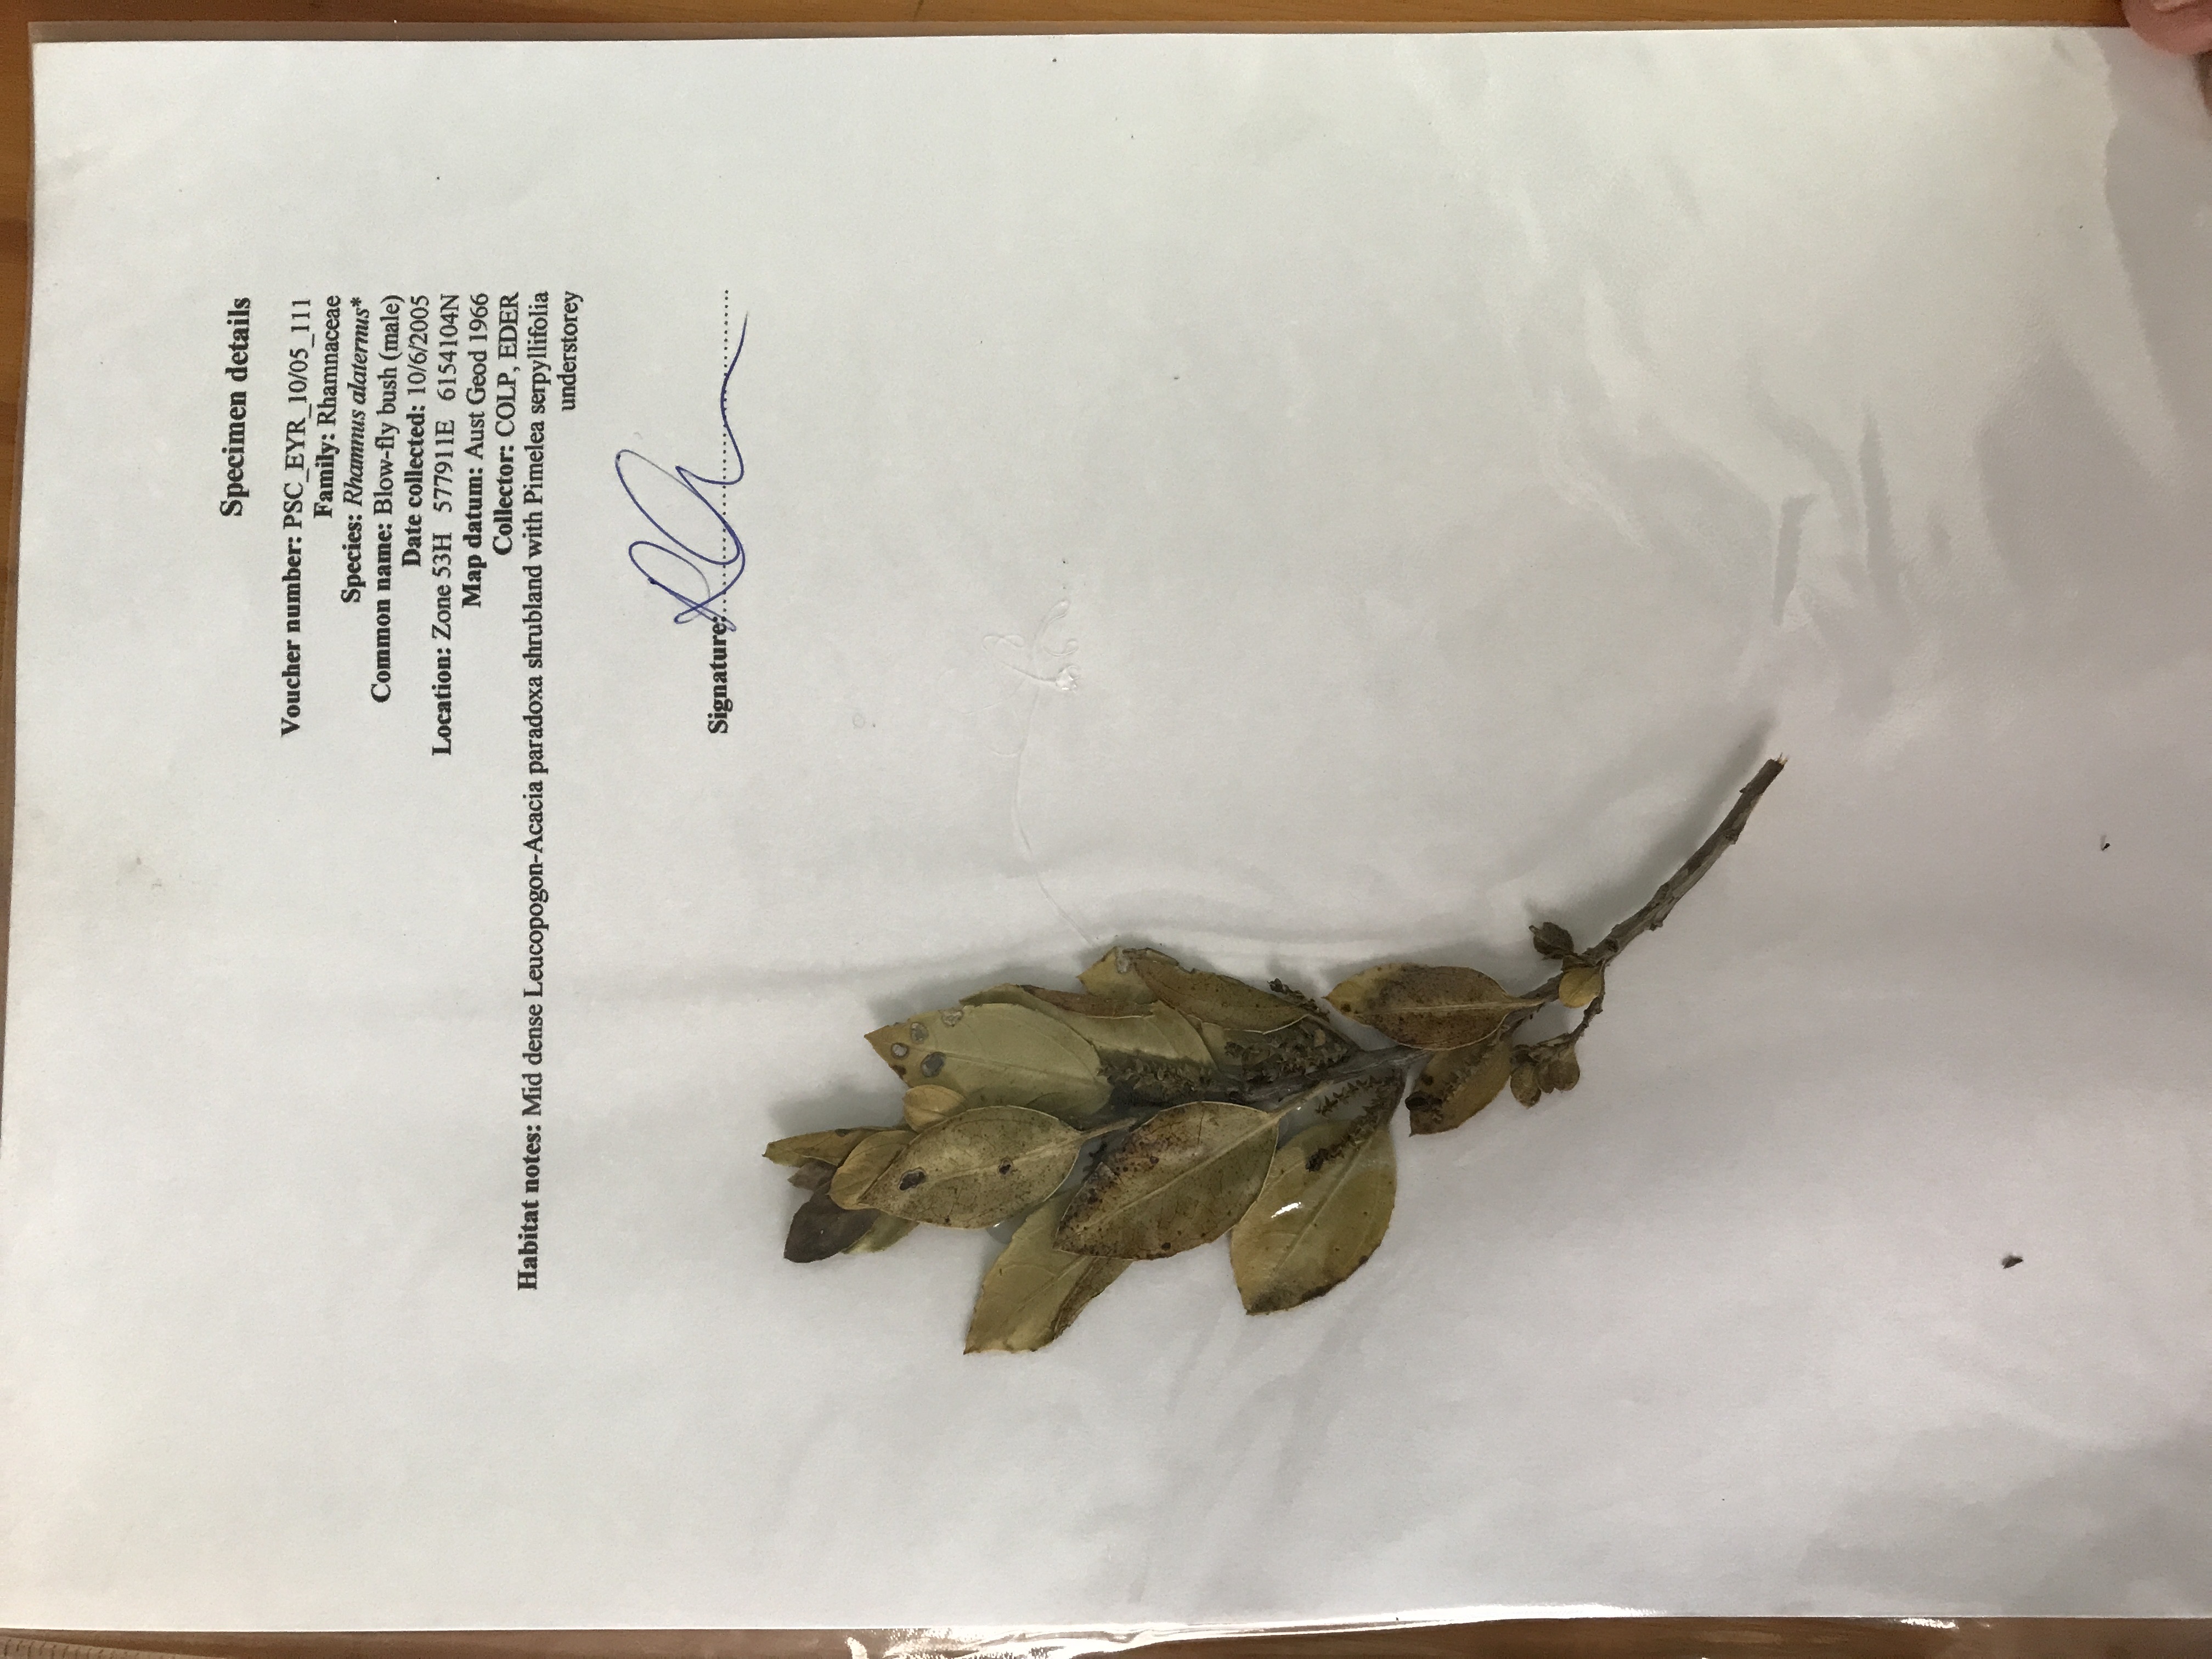 Specimen details
Voucher number: PSC_EYR_10/05_111
Family: Rhamnaceae
Species: Rhamnus alaternus*
Common name: Blow-fly bush (male)
Date collected: 10/6/2005
Location: Zone 53H 577911E 6154104N
Map datum: Aust Geod 1966
Collector: COLP, EDER
Habitat notes: Mid dense Leucopogon-Acacia paradoxa shrubland with Pimelea serpyllifolia
understorey
Signature: